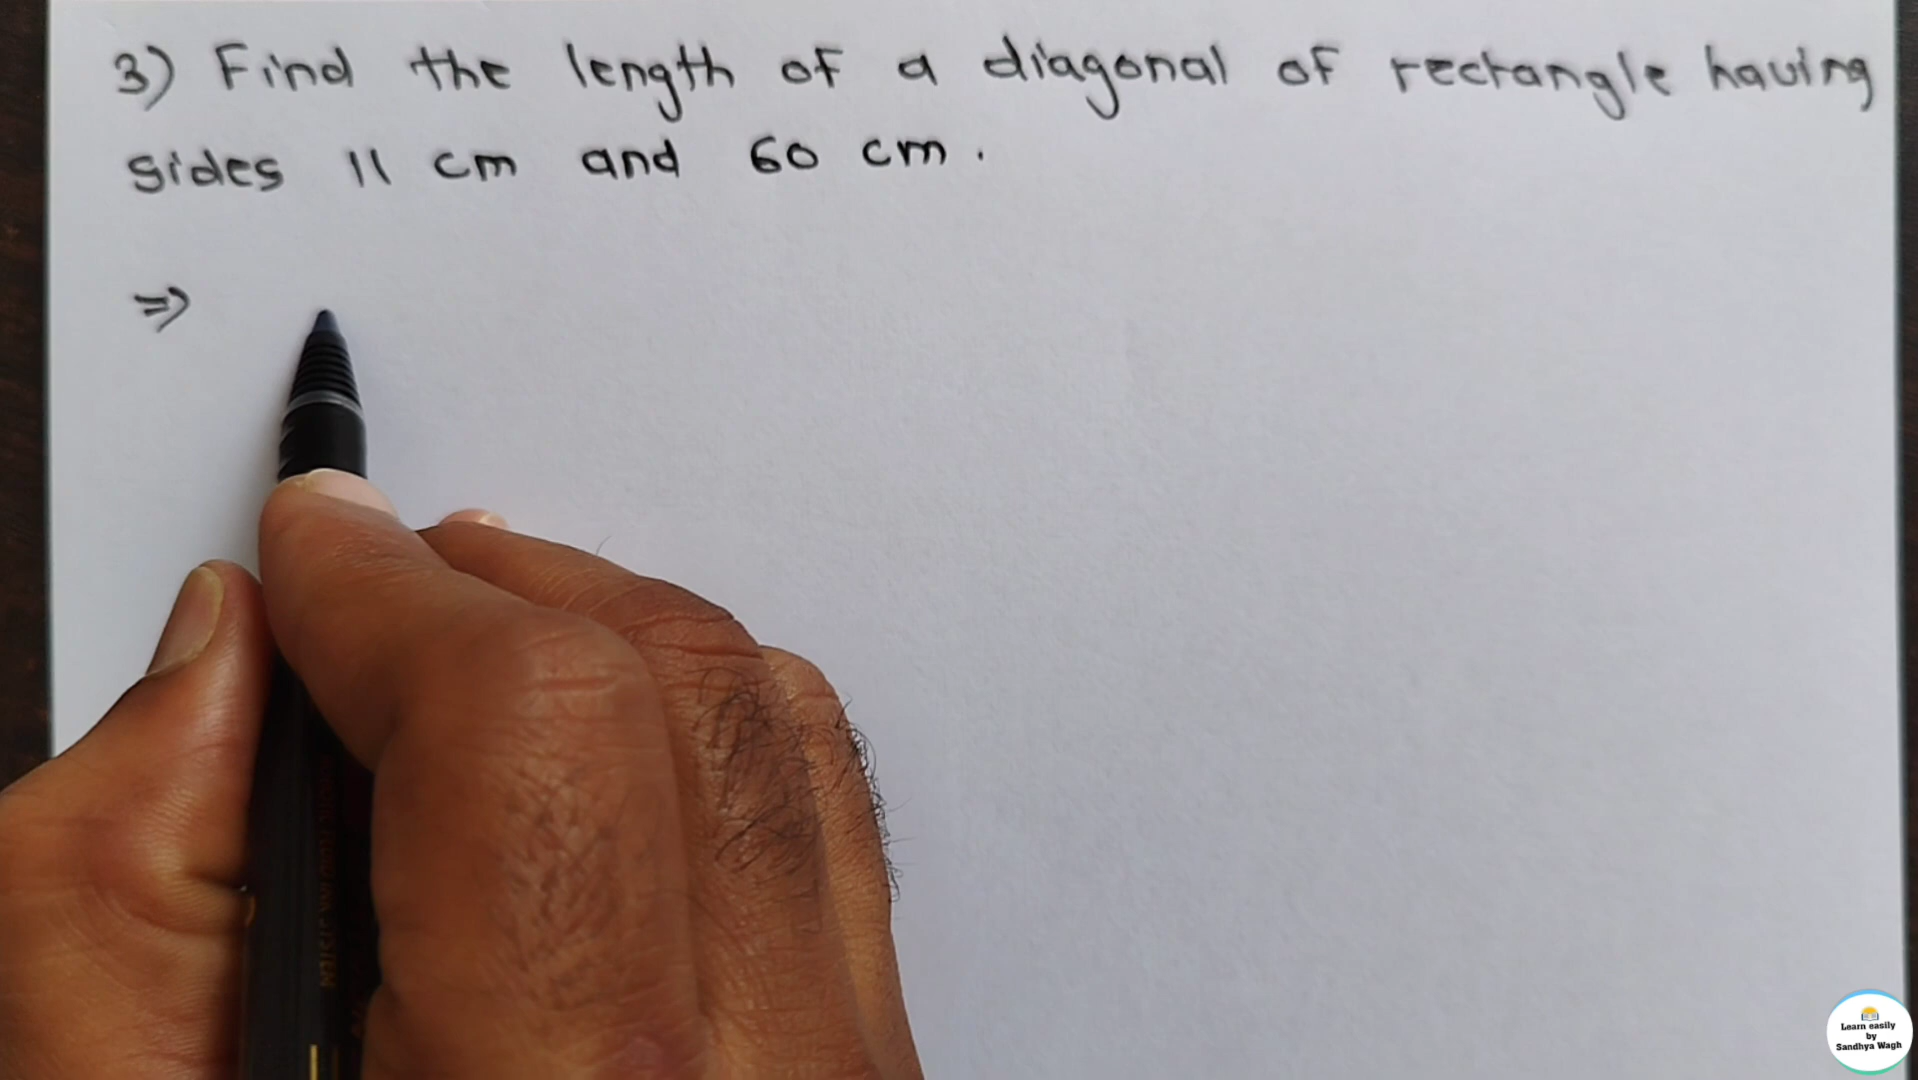 3) Find the length of a diagonal of rectangle having
sides 11 cm and 60 cm.
⇒
Learn easily
by
Sandhya Wagh